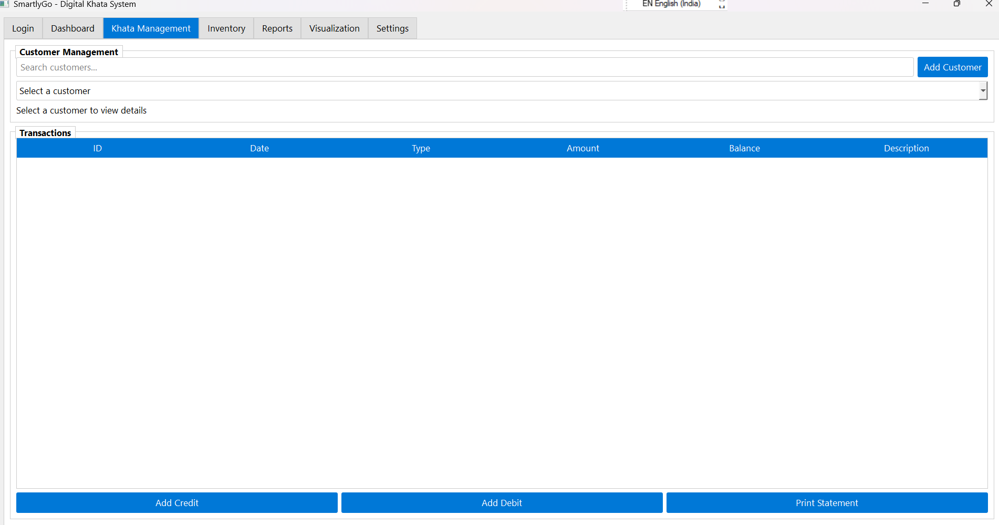 SmartlyGo - Digital Khata System
EN English (India)
Login Dashboard Khata Management Inventory Reports Visualization Settings
Customer Management
Search customers...
Add Customer
Select a customer
Select a customer to view details
Transactions
ID Date Type Amount Balance Description
Add Credit Add Debit Print Statement